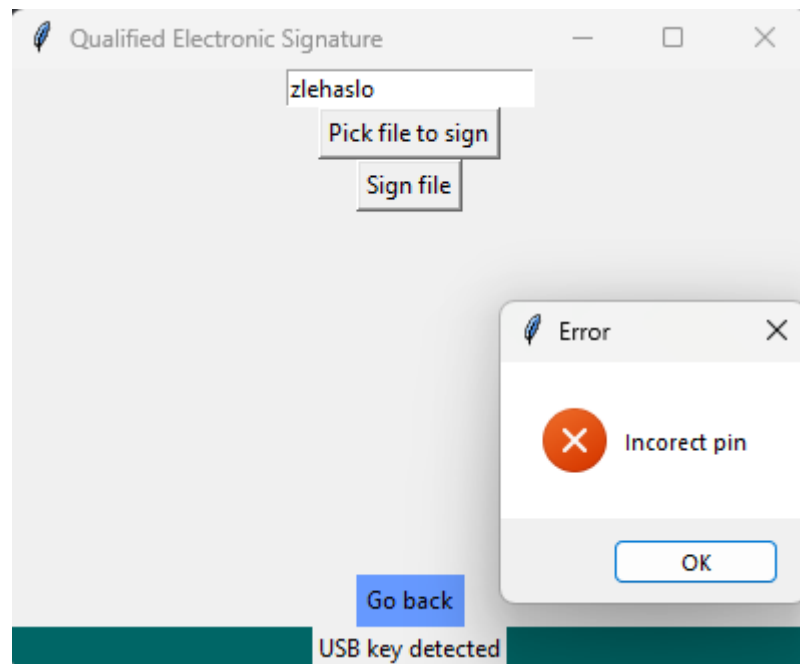 Qualified Electronic Signature
zlehaslo
Pick file to sign
Sign file
Error
Incorect pin
OK
Go back
USB key detected